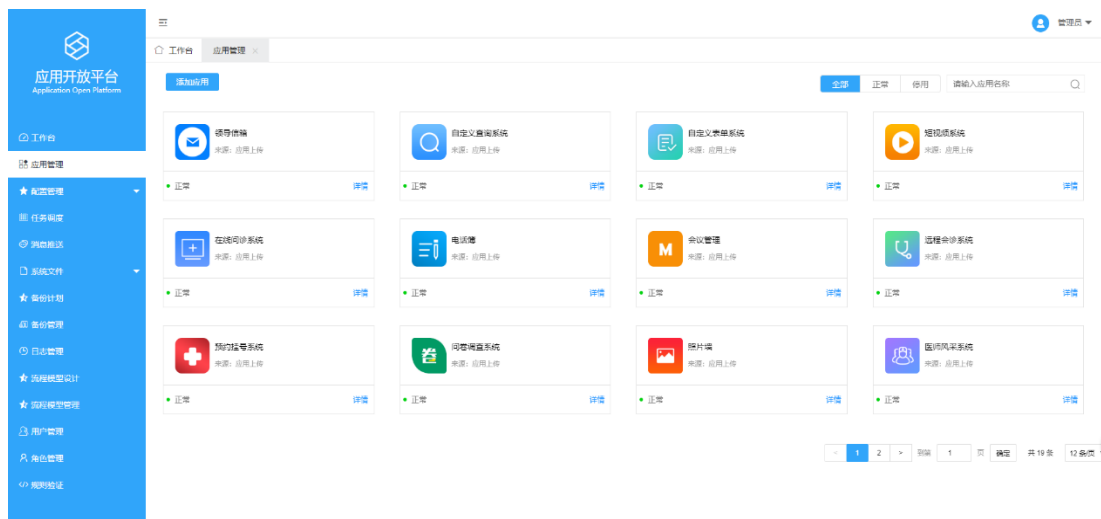 应用开放平台
Application Open Platform
工作台
应用管理
配置管理
任务调度
消息推送
系统文件
备份计划
备份管理
日志管理
流程模型设计
流程模型管理
用户管理
角色管理
规则验证
管理员
工作台 应用管理 ×
添加应用
全部 正常 停用 请输入应用名称
领导信箱
来源：应用上传
正常 详情
自定义查询系统
来源：应用上传
正常 详情
自定义表单系统
来源：应用上传
正常 详情
短视频系统
来源：应用上传
正常 详情
在线问诊系统
来源：应用上传
正常 详情
电话簿
来源：应用上传
正常 详情
M
会议管理
来源：应用上传
正常 详情
远程会诊系统
来源：应用上传
正常 详情
预约挂号系统
来源：应用上传
正常 详情
卷
问卷调查系统
来源：应用上传
正常 详情
照片墙
来源：应用上传
正常 详情
医师风采系统
来源：应用上传
正常 详情
< 1 2 > 到第 1 页 确定 共 19 条 12 条/页